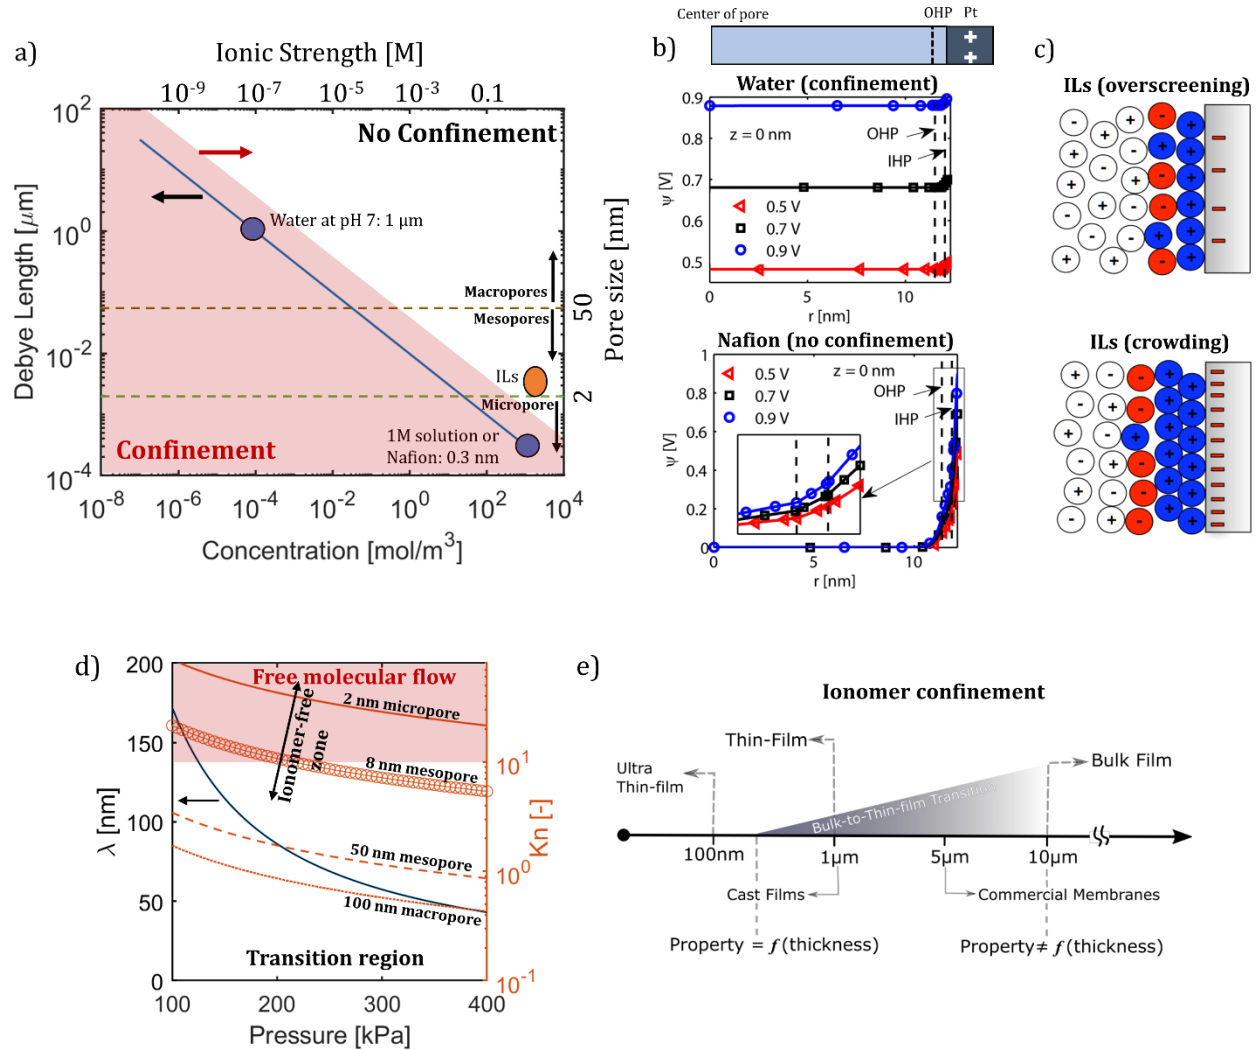 a)
Ionic Strength [M]
10-9 10-7 10-5 10-3 0.1
102
100
10-2
10-4
Debye Length [μm]
No Confinement
Water at pH 7: 1 μm
Macropores
Mesopores
ILs
Micropore
1M solution or
Nafion: 0.3 nm
Confinement
50
2
Pore size [nm]
10-8 10-6 10-4 10-2 100 102 104
Concentration [mol/m3]
Center of pore OHP Pt
+
+
b)
Water (confinement)
0.9
0.8
0.7
0.6
0.5
ψ [V]
z = 0 nm
OHP
IHP
0.5 V
0.7 V
0.9 V
0 5 10
r [nm]
Nafion (no confinement)
1
0.8
0.6
0.4
0.2
0
ψ [V]
0.5 V
0.7 V
0.9 V
z = 0 nm
OHP
IHP
0 5 10
r [nm]
c)
ILs (overscreening)
ILs (crowding)
d)
200
150
100
50
0
λ [nm]
Free molecular flow
2 nm micropore
Ionomer-free
zone
8 nm mesopore
50 nm mesopore
100 nm macropore
Transition region
101
100
10-1
Kn [-]
100 200 300 400
Pressure [kPa]
e)
Ionomer confinement
Thin-Film
Ultra
Thin-film
Bulk Film
Bulk-to-Thin-film Transition
100nm 1μm 5μm 10μm
Cast Films Commercial Membranes
Property = f (thickness) Property ≠ f (thickness)